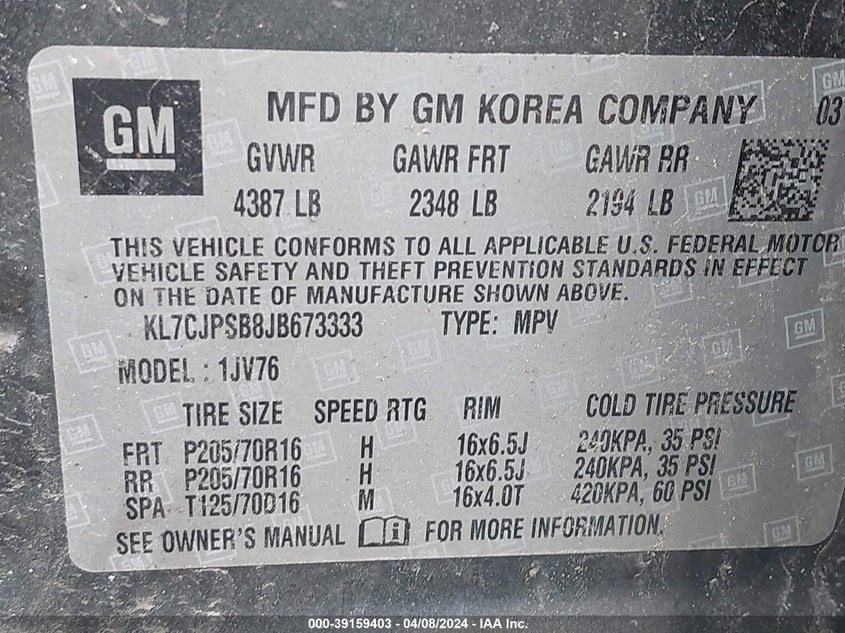 GM
MFD BY GM KOREA COMPANY 03
GVWR GAWR FRT GAWR RR
4387 LB 2348 LB 2194 LB
THIS VEHICLE CONFORMS TO ALL APPLICABLE U.S. FEDERAL MOTOR
VEHICLE SAFETY AND THEFT PREVENTION STANDARDS IN EFFECT
ON THE DATE OF MANUFACTURE SHOWN ABOVE.
KL7CJPSB8JB673333 TYPE: MPV
MODEL : 1JV76
TIRE SIZE SPEED RTG RIM COLD TIRE PRESSURE
FRT P205/70R16 H 16x6.5J 240KPA, 35 PSI
RR P205/70R16 H 16x6.5J 240KPA, 35 PSI
SPA T125/70D16 M 16x4.0T 420KPA, 60 PSI
SEE OWNER'S MANUAL FOR MORE INFORMATION.
000-39159403 - 04/08/2024 - IAA Inc.